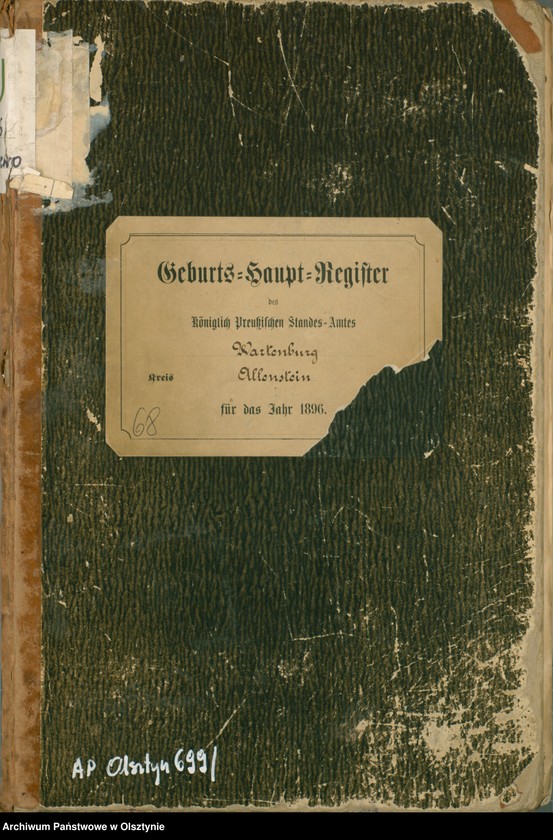 Geburts-Haupt-Register
des
Königlich Preußischen Standes-Amtes
Wartenburg
Kreis Allenstein
für das Jahr 1896.
68
AP Olsztyn 699/
Archiwum Państwowe w Olsztynie